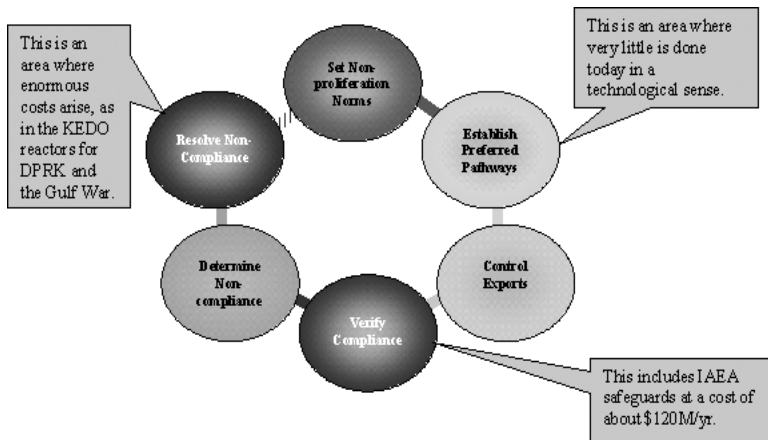 This is an
area where
enormous
costs arise, as
in the KEDO
reactors for
DPRK and
the Gulf War.
Set Non-
proliferation
Norms
This is an area where
very little is done
today in a
technological sense.
Resolve Non-
Compliance
Establish
Preferred
Pathways
Determine
Non-
compliance
Control
Exports
Verify
Compliance
This includes IAEA
safeguards at a cost of
about $120M/yr.